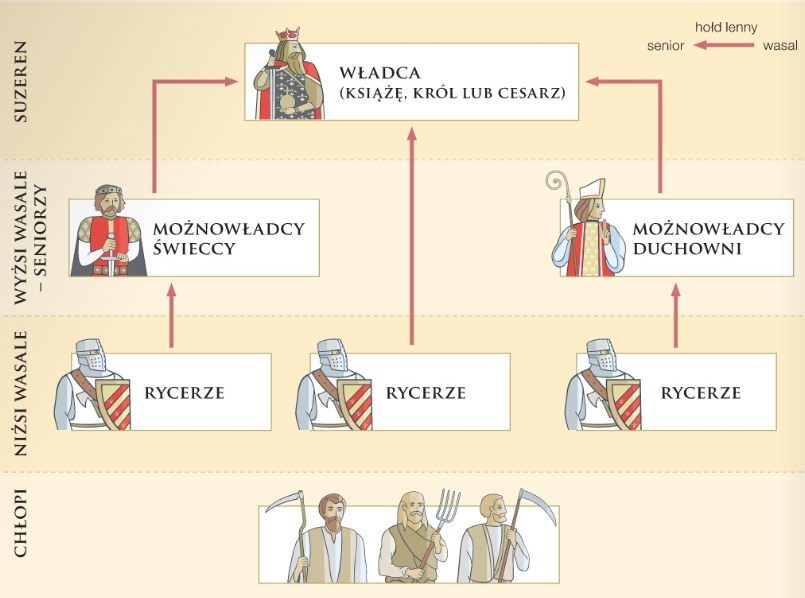 SUZEREN
hołd lenny
senior
wasal
WŁADCA
(KSIĄŻĘ, KRÓL LUB CESARZ)
WYŻSI WASALE
– SENIORZY
MOŻNOWŁADCY
ŚWIECCY
MOŻNOWŁADCY
DUCHOWNI
NIŻSI WASALE
RYCERZE
RYCERZE
RYCERZE
CHŁOPI